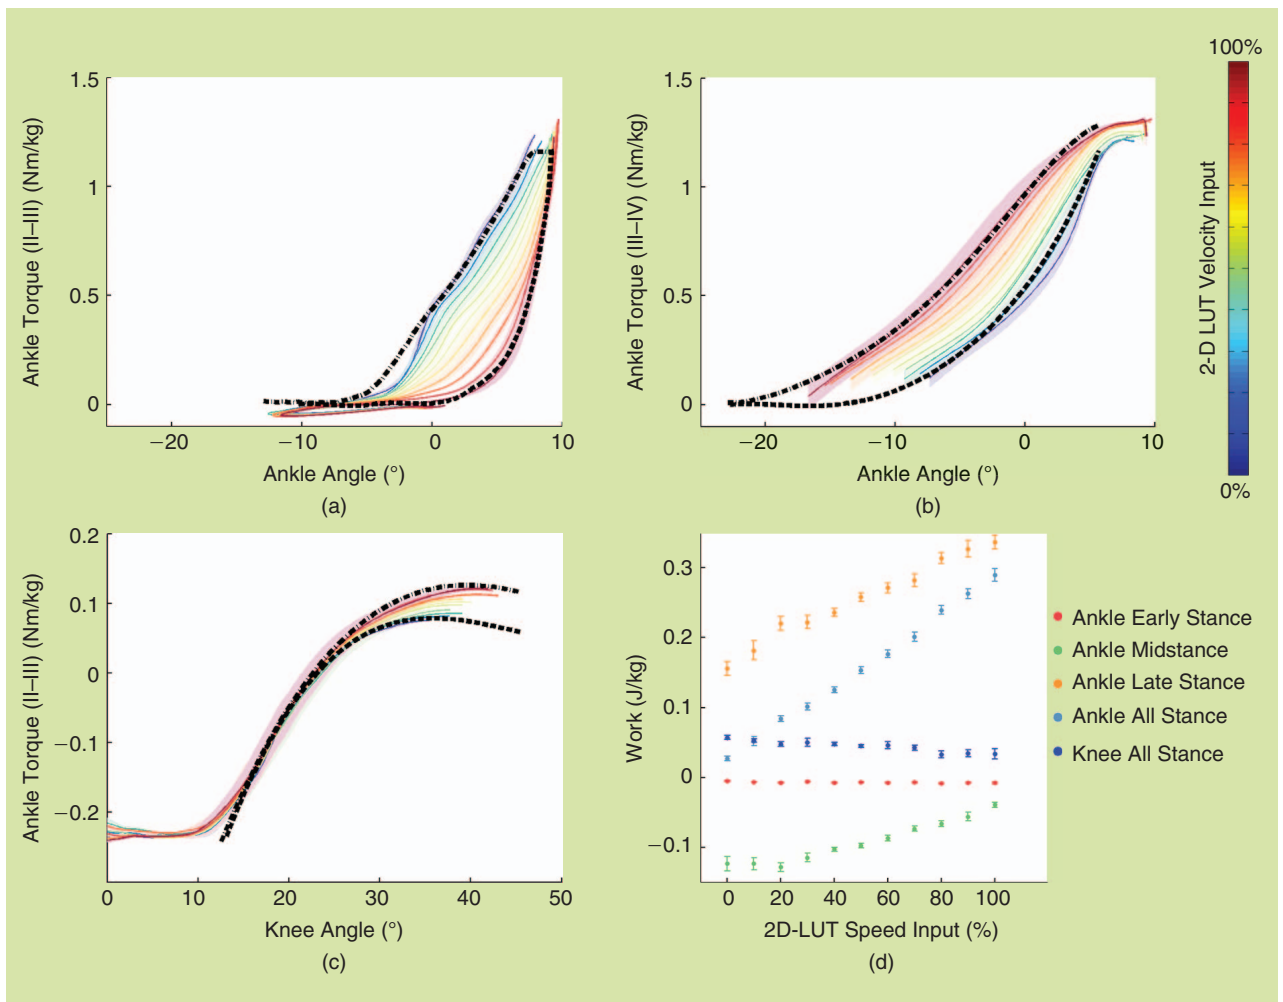 100%
1.5
1
0.5
0
−20
−10
0
10
Ankle Torque (II–III) (Nm/kg)
Ankle Angle (°)
(a)
1.5
1
0.5
0
−20
−10
0
10
Ankle Torque (III–IV) (Nm/kg)
Ankle Angle (°)
(b)
2-D LUT Velocity Input
0%
0.2
0.1
0
−0.1
−0.2
0
10
20
30
40
50
Ankle Torque (II–III) (Nm/kg)
Knee Angle (°)
(c)
0.3
0.2
0.1
0
−0.1
0
20
40
60
80
100
Work (J/kg)
2D-LUT Speed Input (%)
(d)
Ankle Early Stance
Ankle Midstance
Ankle Late Stance
Ankle All Stance
Knee All Stance